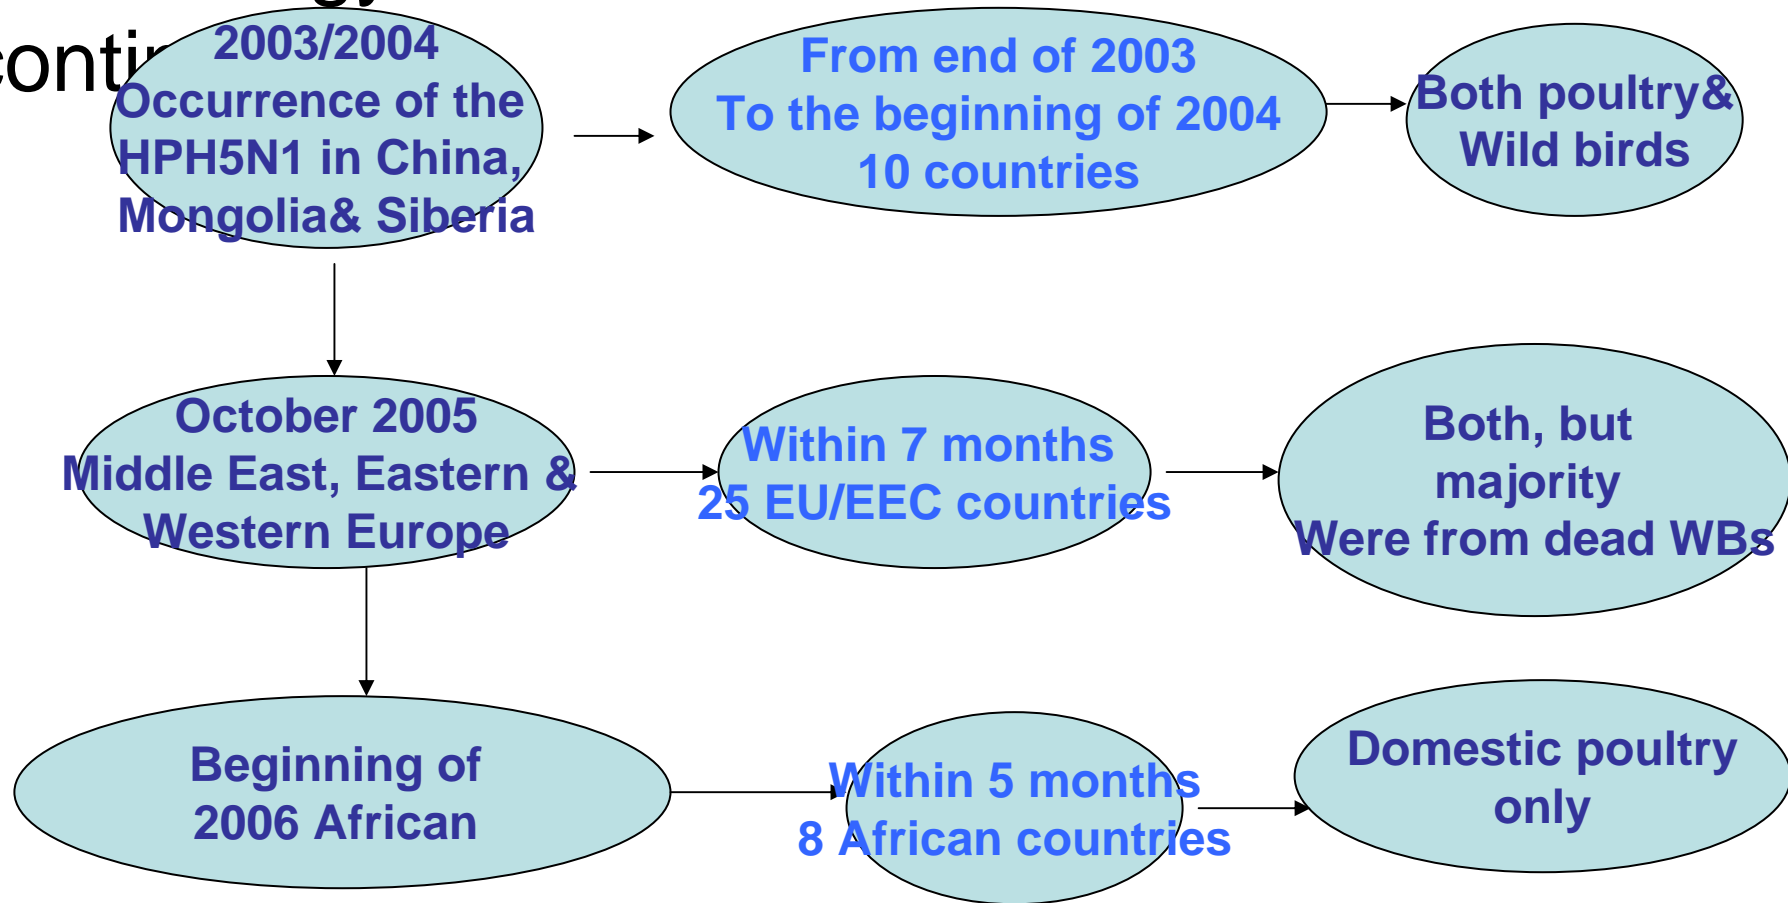 2003/2004
Occurrence of the
HPH5N1 in China,
Mongolia& Siberia
From end of 2003
To the beginning of 2004
10 countries
Both poultry&
Wild birds
October 2005
Middle East, Eastern &
Western Europe
Within 7 months
25 EU/EEC countries
Both, but
majority
Were from dead WBs
Beginning of
2006 African
Within 5 months
8 African countries
Domestic poultry
only